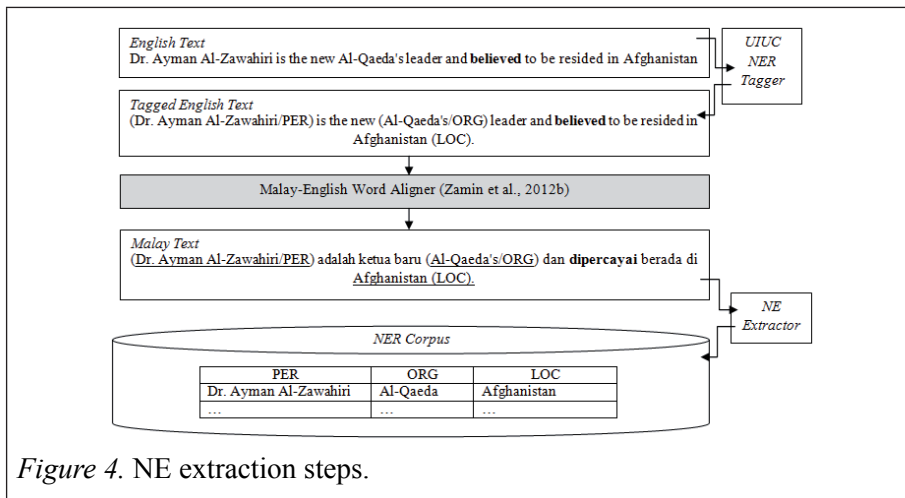 English Text
Dr. Ayman Al-Zawahiri is the new Al-Qaeda's leader and believed to be resided in Afghanistan
UIUC
NER
Tagger
Tagged English Text
(Dr. Ayman Al-Zawahiri/PER) is the new (Al-Qaeda's/ORG) leader and believed to be resided in
Afghanistan (LOC).
Malay-English Word Aligner (Zamin et al., 2012b)
Malay Text
(Dr. Ayman Al-Zawahiri/PER) adalah ketua baru (Al-Qaeda's/ORG) dan dipercayai berada di
Afghanistan (LOC).
NE
Extractor
NER Corpus
PER ORG LOC
Dr. Ayman Al-Zawahiri Al-Qaeda Afghanistan
… … …
Figure 4. NE extraction steps.